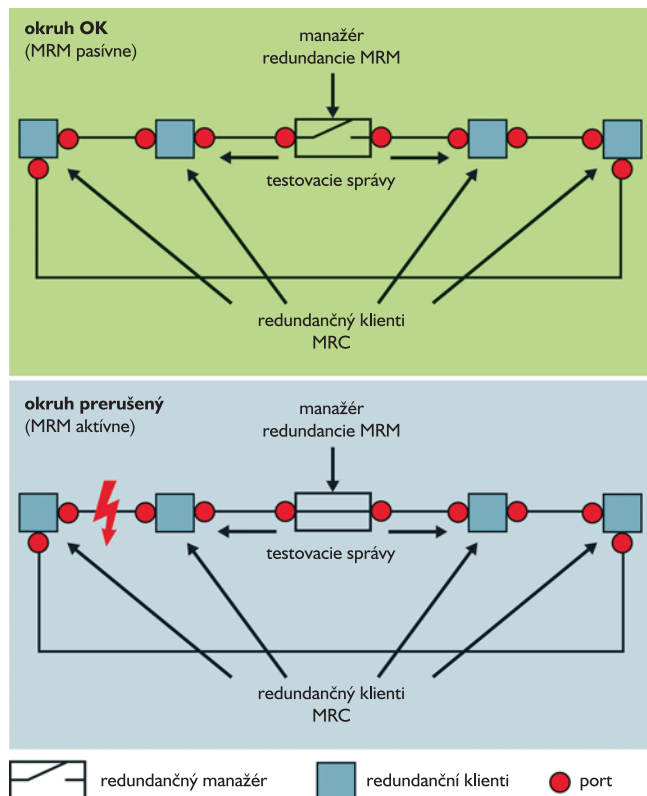 okruh OK
(MRM pasívne)
manažér
redundancie MRM
testovacie správy
redundančný klienti
MRC
okruh prerušený
(MRM aktívne)
manažér
redundancie MRM
testovacie správy
redundančný klienti
MRC
redundančný manažér
redundanční klienti
port